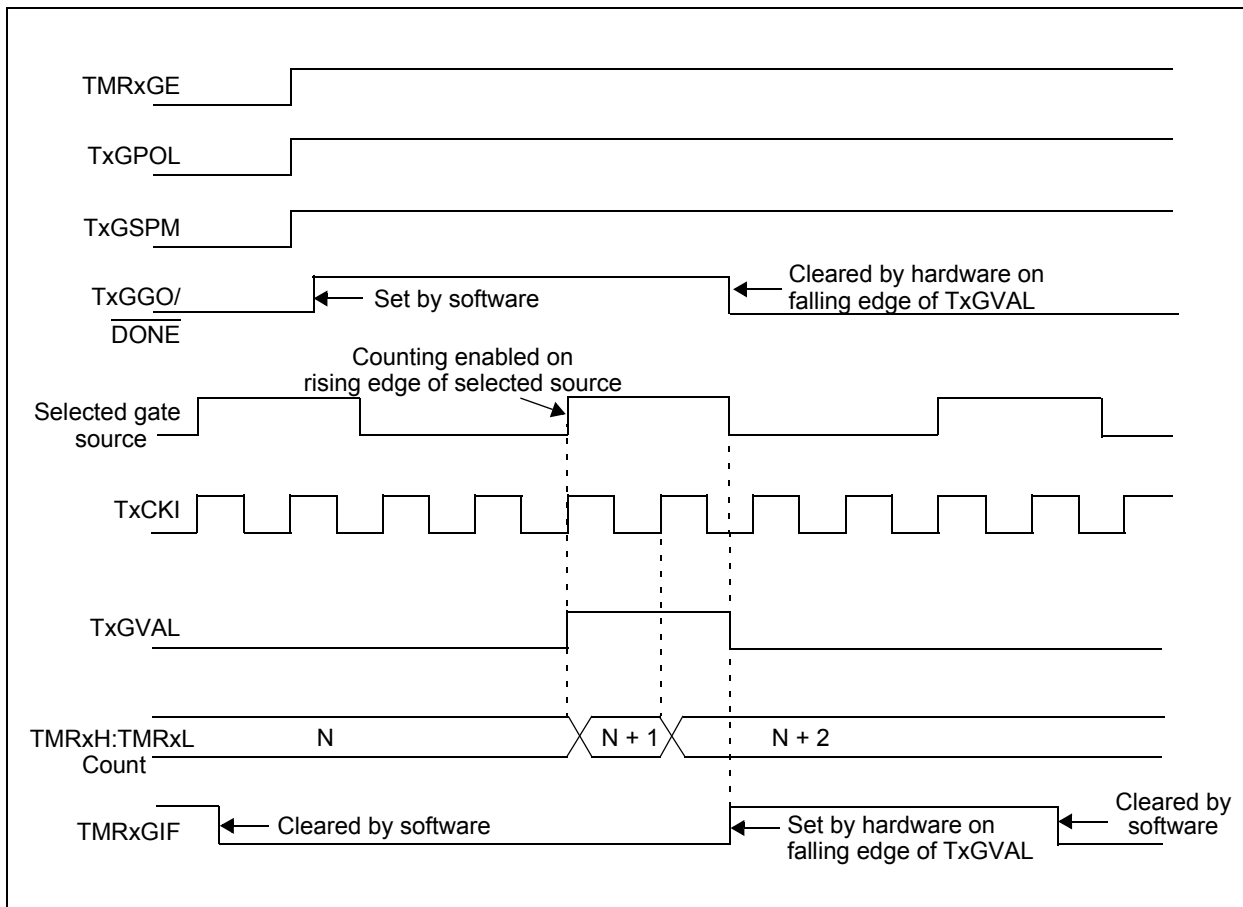 TMRxGE
TxGPOL
TxGSPM
TxGGO/
DONE
Set by software
Cleared by hardware on
falling edge of TxGVAL
Counting enabled on
rising edge of selected source
Selected gate
source
TxCKI
TxGVAL
TMRxH:TMRxL
Count
N
N + 1
N + 2
TMRxGIF
Cleared by software
Set by hardware on
falling edge of TxGVAL
Cleared by
software